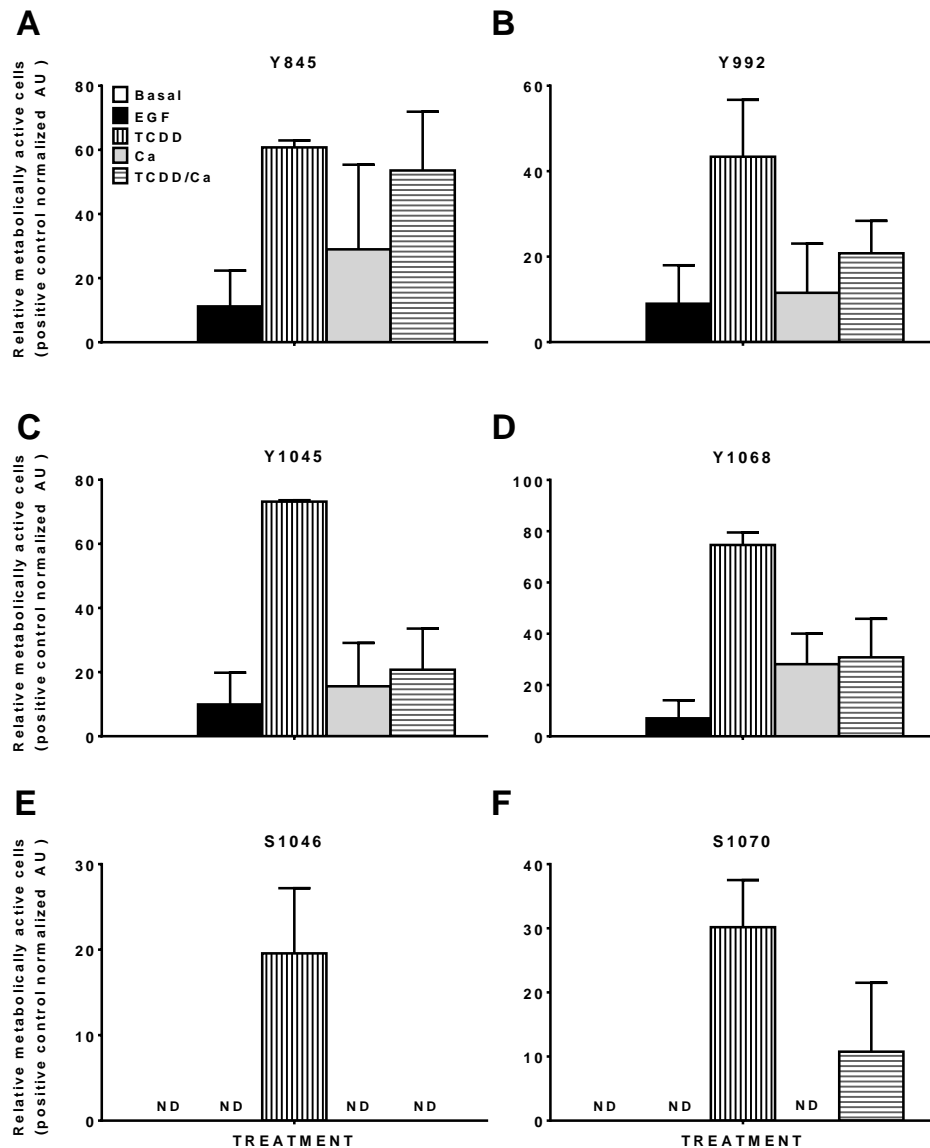 A
Y845
Relative metabolically active cells
(positive control normalized AU)
80
60
40
20
0
Basal
EGF
TCDD
Ca
TCDD/Ca
B
Y992
60
40
20
0
C
Y1045
Relative metabolically active cells
(positive control normalized AU)
80
60
40
20
0
D
Y1068
100
80
60
40
20
0
E
S1046
Relative metabolically active cells
(positive control normalized AU)
30
20
10
0
ND ND ND ND
TREATMENT
F
S1070
40
30
20
10
0
ND ND ND
TREATMENT